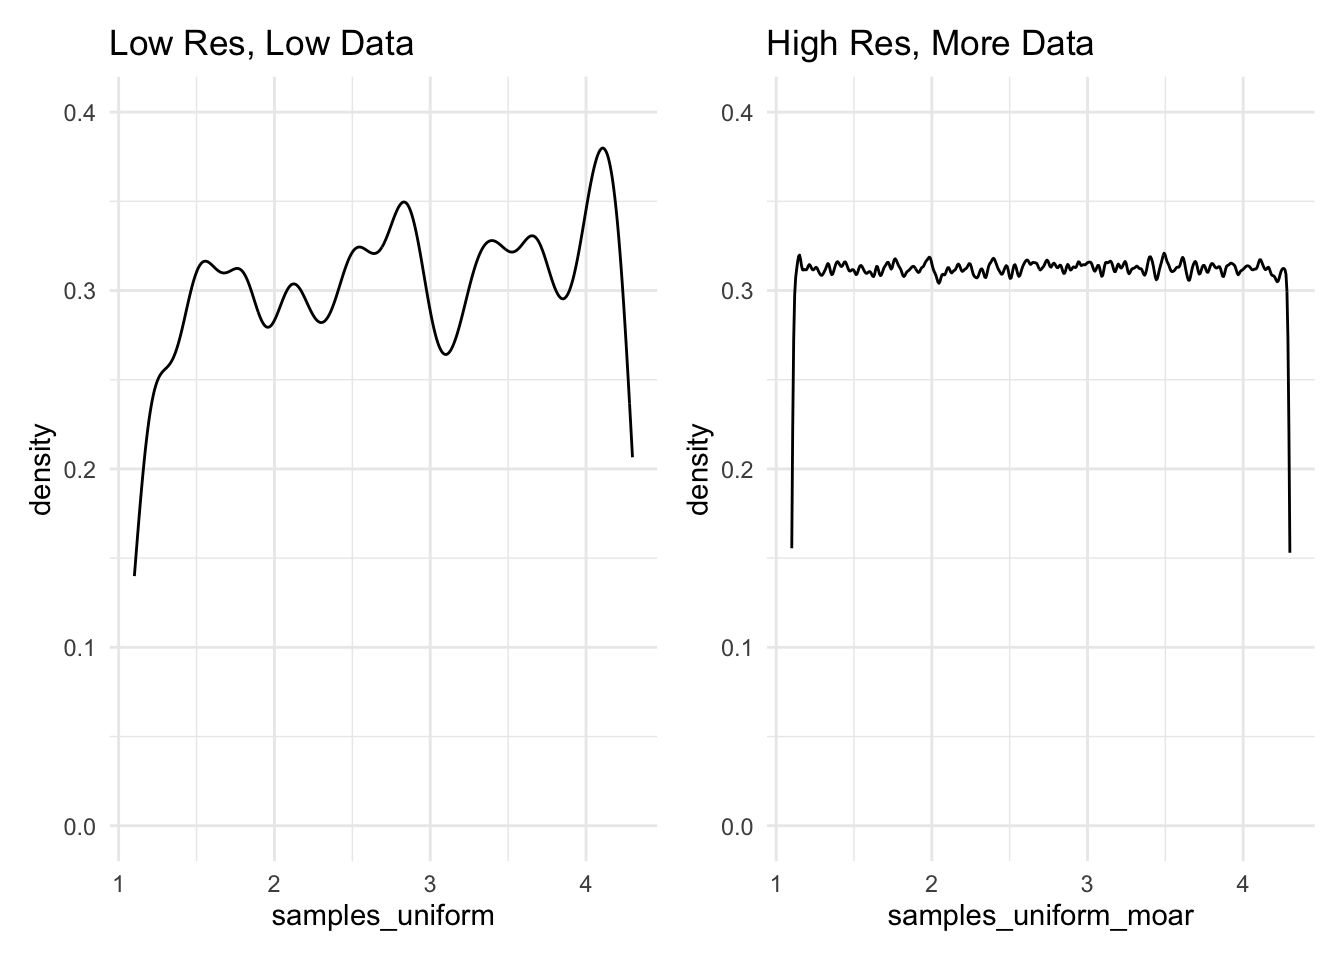 Low Res, Low Data
0.4
0.3
0.2
0.1
0.0
density
1 2 3 4
samples_uniform
High Res, More Data
0.4
0.3
0.2
0.1
0.0
density
1 2 3 4
samples_uniform_moar